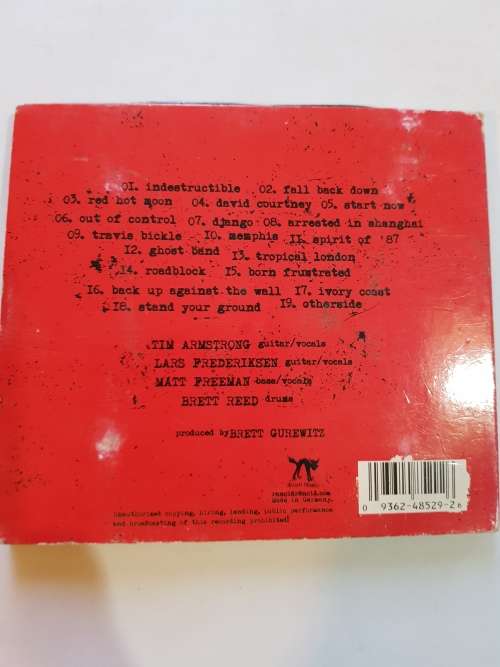 01. indestructible 02. fall back down
03. red hot moon 04. david courtney 05. start now
06. out of control 07. django 08. arrested in shanghai
09. travis bickle 10. memphis 11. spirit of '87
12. ghost band 13. tropical london
14. roadblock 15. born frustrated
16. back up against the wall 17. ivory coast
18. stand your ground 19. otherside
TIM ARMSTRONG guitar/vocals
LARS FREDERIKSEN guitar/vocals
MATT FREEMAN bass/vocals
BRETT REED drums
produced by BRETT GUREWITZ
rancidrancid.com
Made in Germany.
Unauthorised copying, hiring, lending, public performance
and broadcasting of this recording prohibited
0 9362-48529-2 6